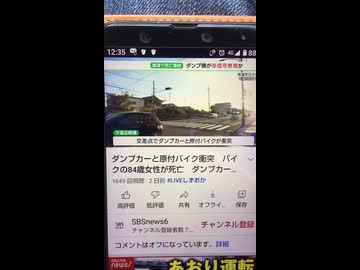 12:35
4G 88
死亡事故 ダンプ側が赤信号無視か
午後2時頃
交差点でダンプカーと原付バイクが衝突
ダンプカーと原付バイク衝突 バイ
クの84歳女性が死亡 ダンプカー...
1649 回視聴・2 日前 #LIVEしずおか
高評価
低評価
共有
オフライ...
保存
SBS
SBSnews6
チャンネル登録者数 7...
チャンネル登録
コメントはオフになっています。詳細
news
あおり運転